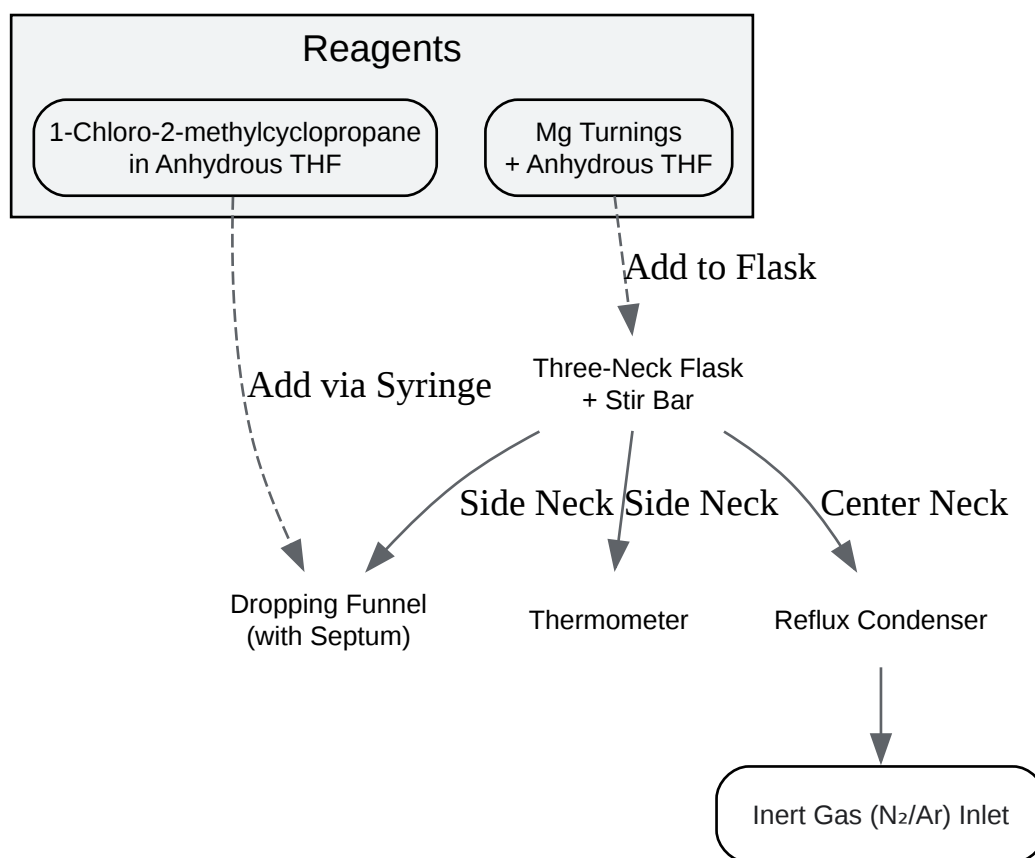 Reagents
1-Chloro-2-methylcyclopropane
in Anhydrous THF
Mg Turnings
+ Anhydrous THF
Add to Flask
Add via Syringe
Three-Neck Flask
+ Stir Bar
Side Neck
Side Neck
Center Neck
Dropping Funnel
(with Septum)
Thermometer
Reflux Condenser
Inert Gas (N₂/Ar) Inlet